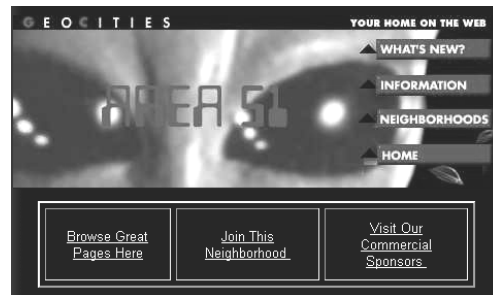 GEOCITIES
YOUR HOME ON THE WEB
WHAT'S NEW?
INFORMATION
NEIGHBORHOODS
HOME
AREA 51
Browse Great
Pages Here
Join This
Neighborhood
Visit Our
Commercial
Sponsors